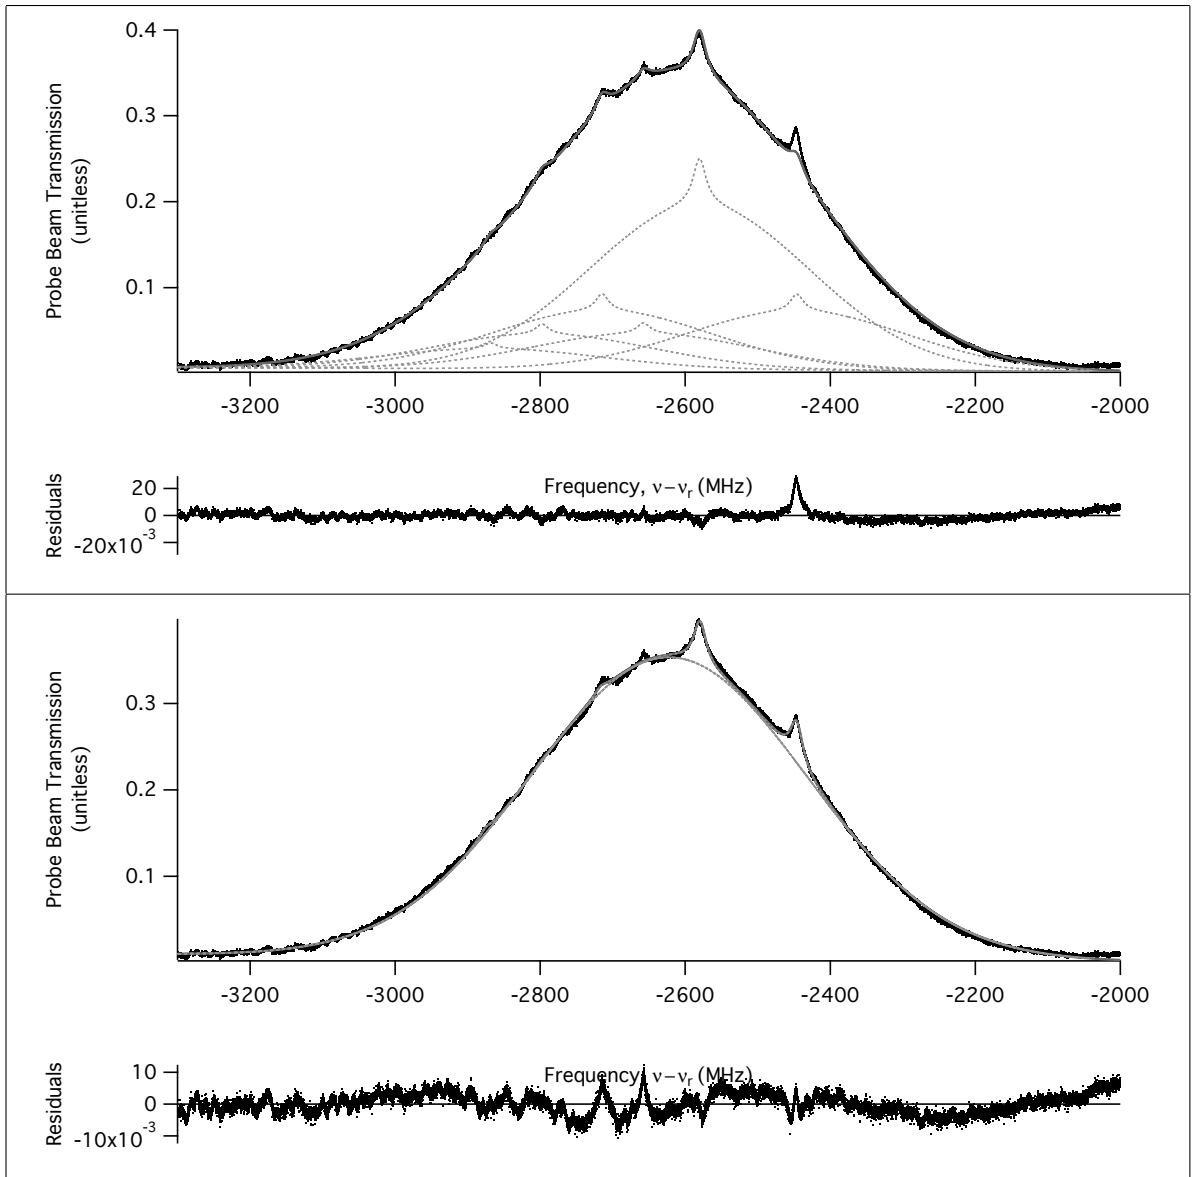 0.4
0.3
0.2
0.1
Probe Beam Transmission
(unitless)
-3200 -3000 -2800 -2600 -2400 -2200 -2000
Frequency, ν−νr (MHz)
Residuals
20
0
-20x10-3
0.3
0.2
0.1
Probe Beam Transmission
(unitless)
-3200 -3000 -2800 -2600 -2400 -2200 -2000
Frequency, ν−νr (MHz)
Residuals
10
0
-10x10-3